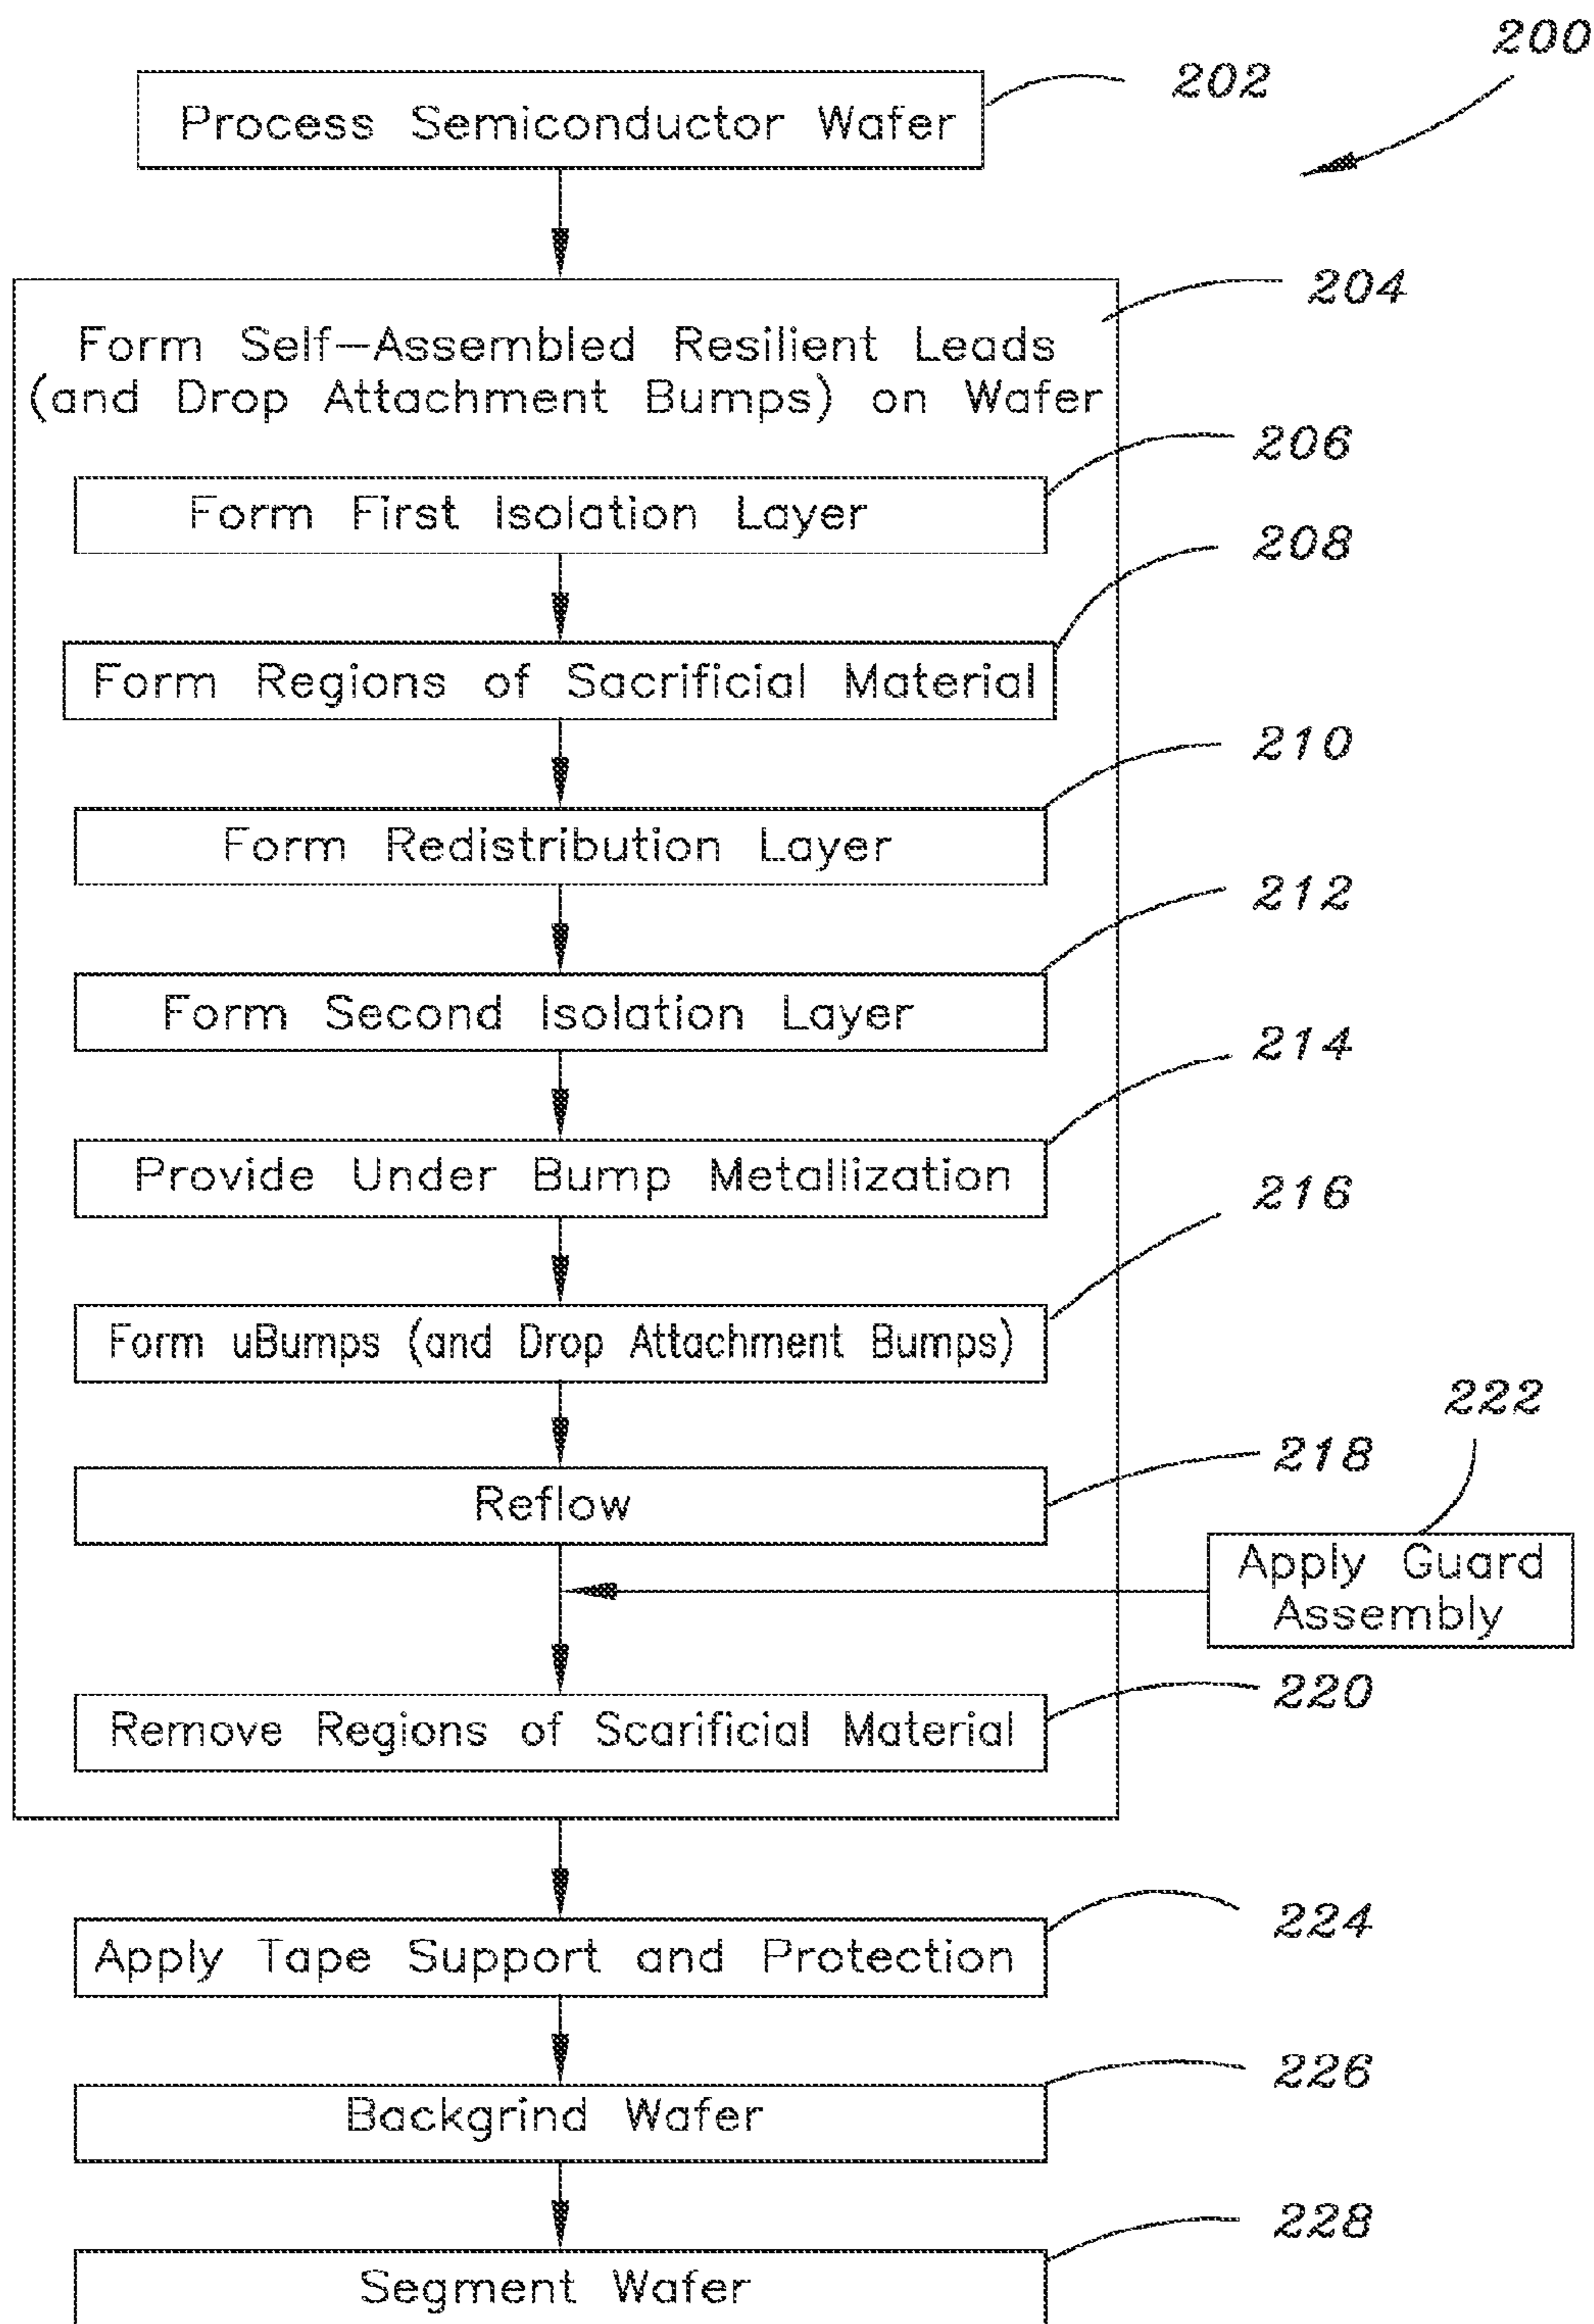 200
Process Semiconductor Wafer
202
Form Self-Assembled Resilient Leads
(and Drop Attachment Bumps) on Wafer
204
Form First Isolation Layer
206
Form Regions of Sacrificial Material
208
Form Redistribution Layer
210
Form Second Isolation Layer
212
Provide Under Bump Metallization
214
Form uBumps (and Drop Attachment Bumps)
216
Reflow
218
222
Apply Guard
Assembly
Remove Regions of Scarificial Material
220
Apply Tape Support and Protection
224
Backgrind Wafer
226
Segment Wafer
228